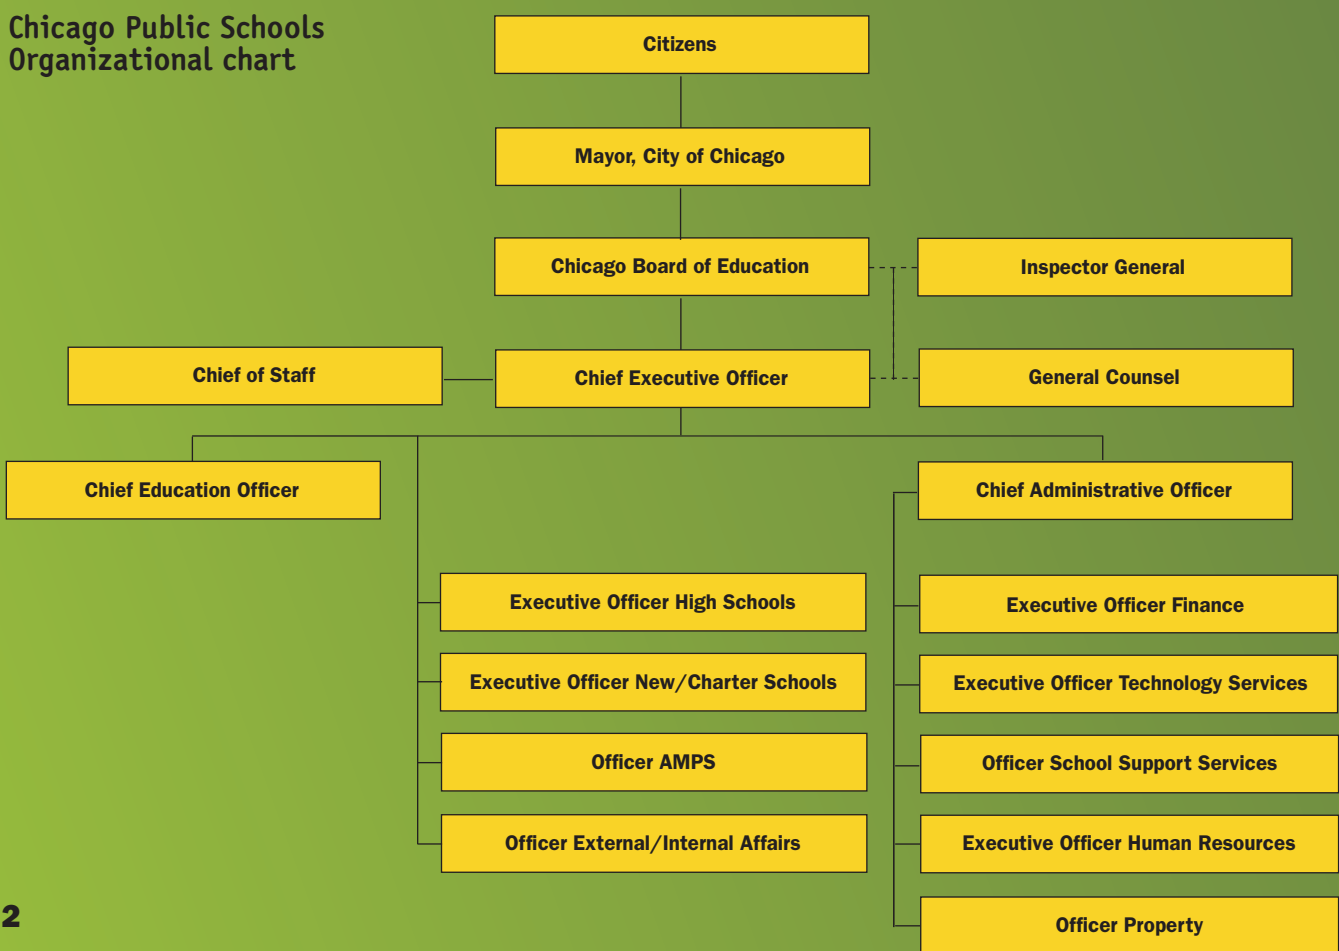 Chicago Public Schools
Organizational chart
Citizens
Mayor, City of Chicago
Chicago Board of Education
Inspector General
Chief of Staff
Chief Executive Officer
General Counsel
Chief Education Officer
Chief Administrative Officer
Executive Officer High Schools
Executive Officer New/Charter Schools
Officer AMPS
Officer External/Internal Affairs
Executive Officer Finance
Executive Officer Technology Services
Officer School Support Services
Executive Officer Human Resources
Officer Property
2